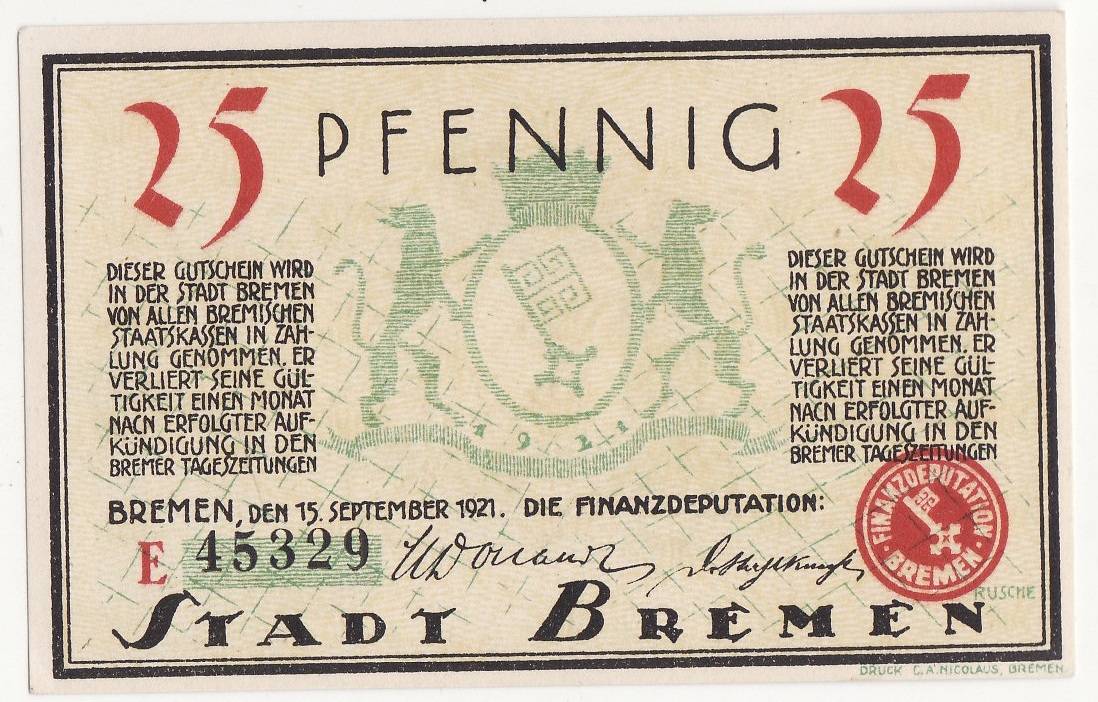 25 PFENNIG 25
DIESER GUTSCHEIN WIRD
IN DER STADT BREMEN
VON ALLEN BREMISCHEN
STAATSKASSEN IN ZAH-
LUNG GENOMMEN. ER
VERLIERT SEINE GÜL-
TIGKEIT EINEN MONAT
NACH ERFOLGTER AUF-
KÜNDIGUNG IN DEN
BREMER TAGESZEITUNGEN
DIESER GUTSCHEIN WIRD
IN DER STADT BREMEN
VON ALLEN BREMISCHEN
STAATSKASSEN IN ZAH-
LUNG GENOMMEN. ER
VERLIERT SEINE GÜL-
TIGKEIT EINEN MONAT
NACH ERFOLGTER AUF-
KÜNDIGUNG IN DEN
BREMER TAGESZEITUNGEN
1921
BREMEN, DEN 15. SEPTEMBER 1921. DIE FINANZDEPUTATION:
E 45329
FINANZDEPUTATION
BREMEN
RUSCHE
STADT BREMEN
DRUCK C.A. NICOLAUS, BREMEN